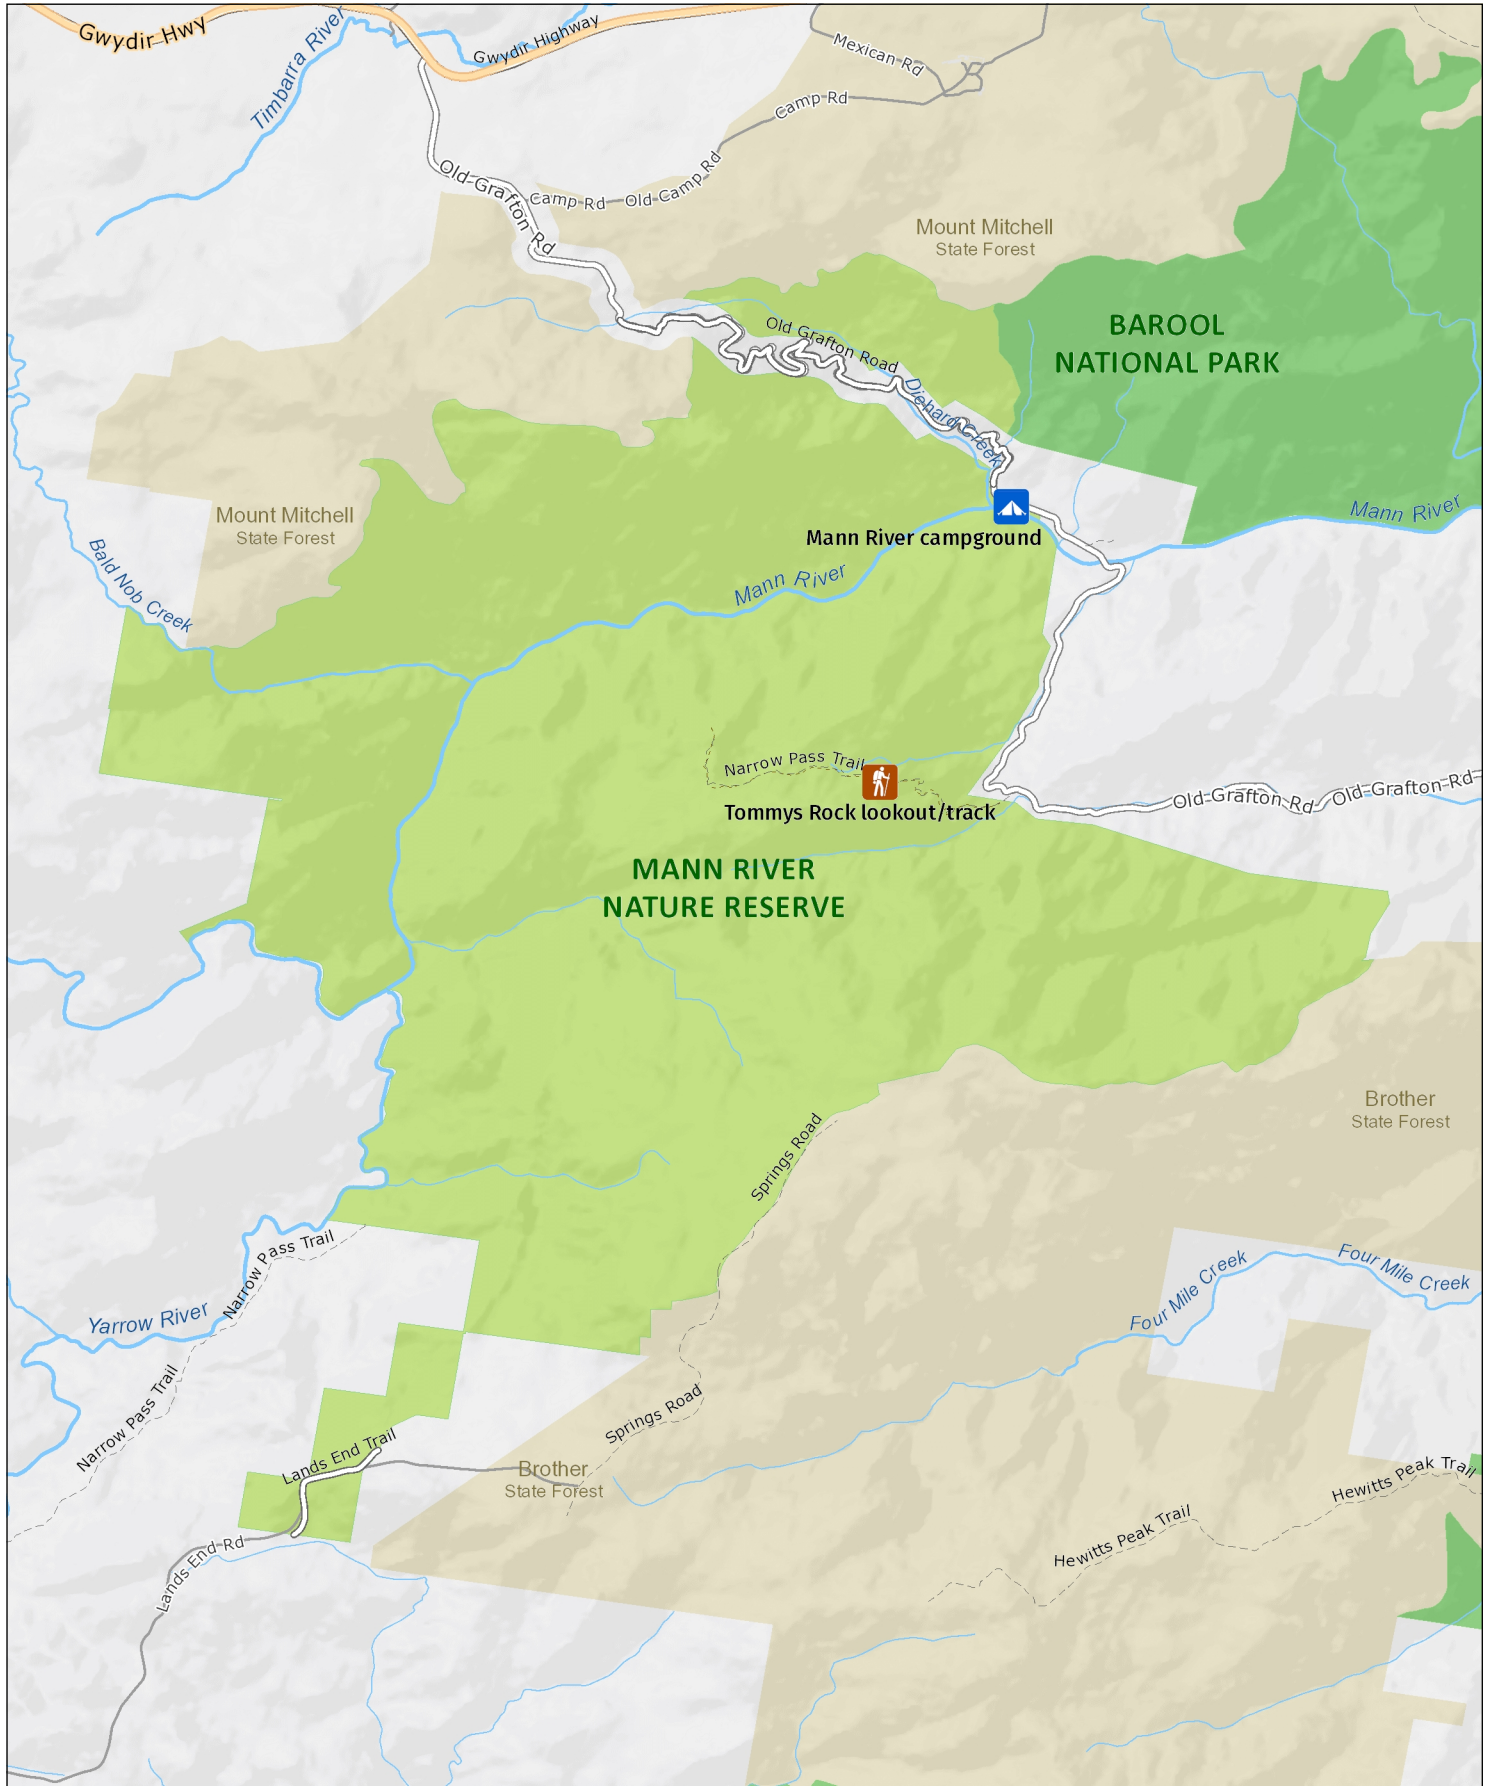 Gwydir Hwy
Timbarra River
Gwydir Highway
Mexican Rd
Camp Rd
Old Grafton Rd
Camp Rd
Old Camp Rd
Mount Mitchell
State Forest
BAROOL
NATIONAL PARK
Old Grafton Road
Diehard Creek
Mount Mitchell
State Forest
Bald Nob Creek
Mann River
Mann River campground
Mann River
Narrow Pass Trail
Tommys Rock lookout/track
Old Grafton Rd
Old Grafton Rd
MANN RIVER
NATURE RESERVE
Brother
State Forest
Springs Road
Narrow Pass Trail
Yarrow River
Four Mile Creek
Four Mile Creek
Narrow Pass Trail
Springs Road
Lands End Trail
Brother
State Forest
Hewitts Peak Trail
Hewitts Peak Trail
Lands End Rd